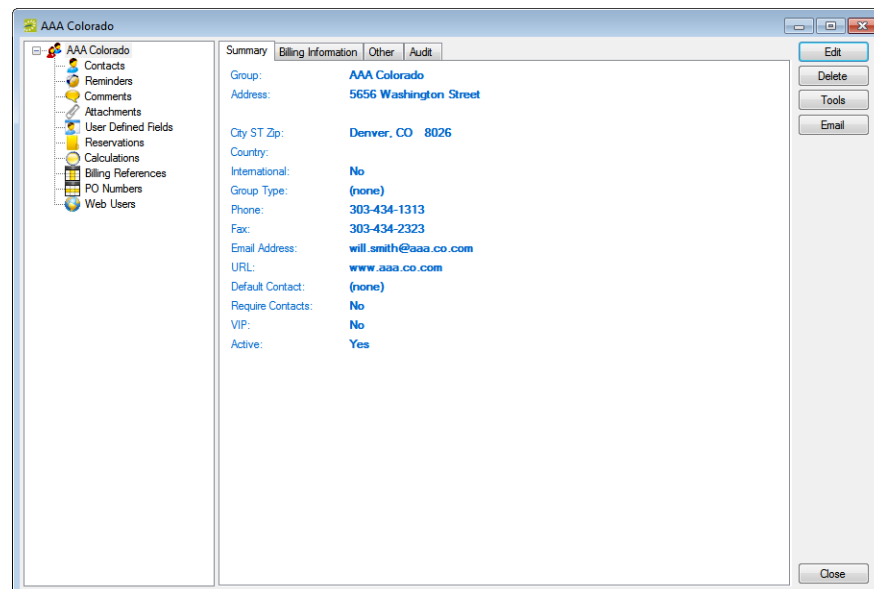 AAA Colorado
AAA Colorado
Contacts
Reminders
Comments
Attachments
User Defined Fields
Reservations
Calculations
Billing References
PO Numbers
Web Users
Summary Billing Information Other Audit
Group: AAA Colorado
Address: 5656 Washington Street
City ST Zip: Denver, CO 8026
Country:
International: No
Group Type: (none)
Phone: 303-434-1313
Fax: 303-434-2323
Email Address: will.smith@aaa.co.com
URL: www.aaa.co.com
Default Contact: (none)
Require Contacts: No
VIP: No
Active: Yes
Edit
Delete
Tools
Email
Close